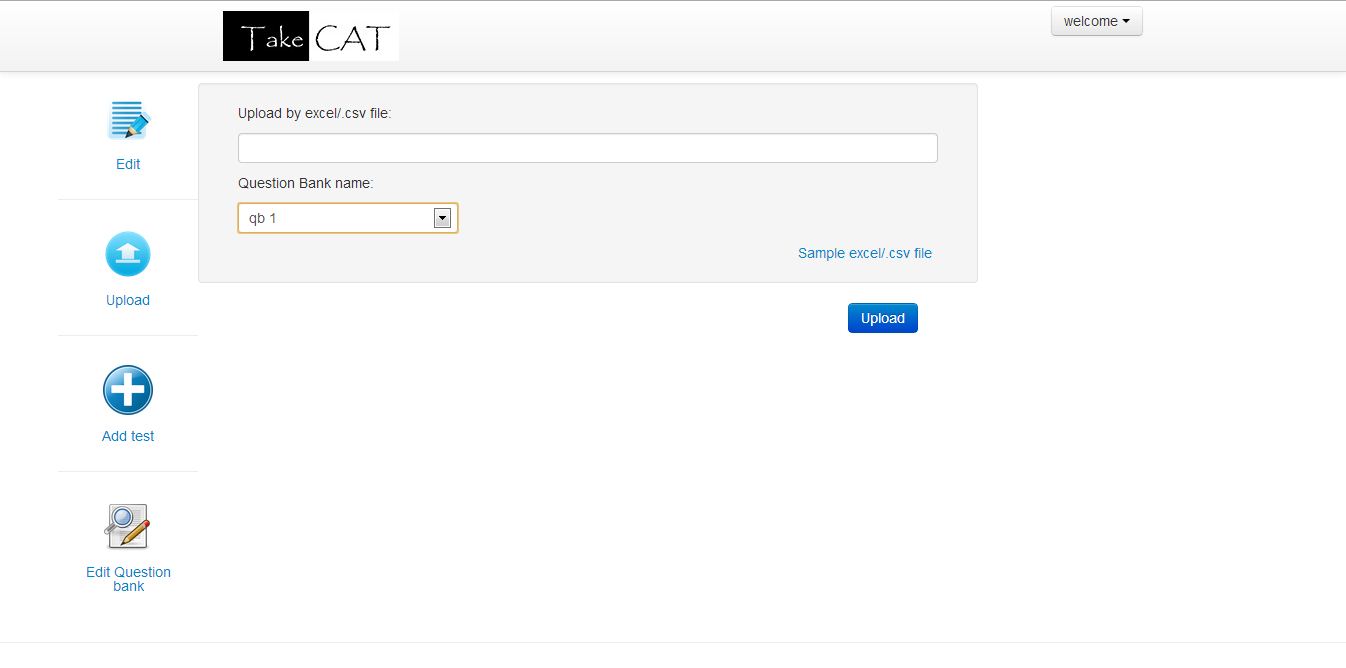 Take CAT
welcome
Edit
Upload
Add test
Edit Question
bank
Upload by excel/.csv file:
Question Bank name:
qb 1
Sample excel/.csv file
Upload